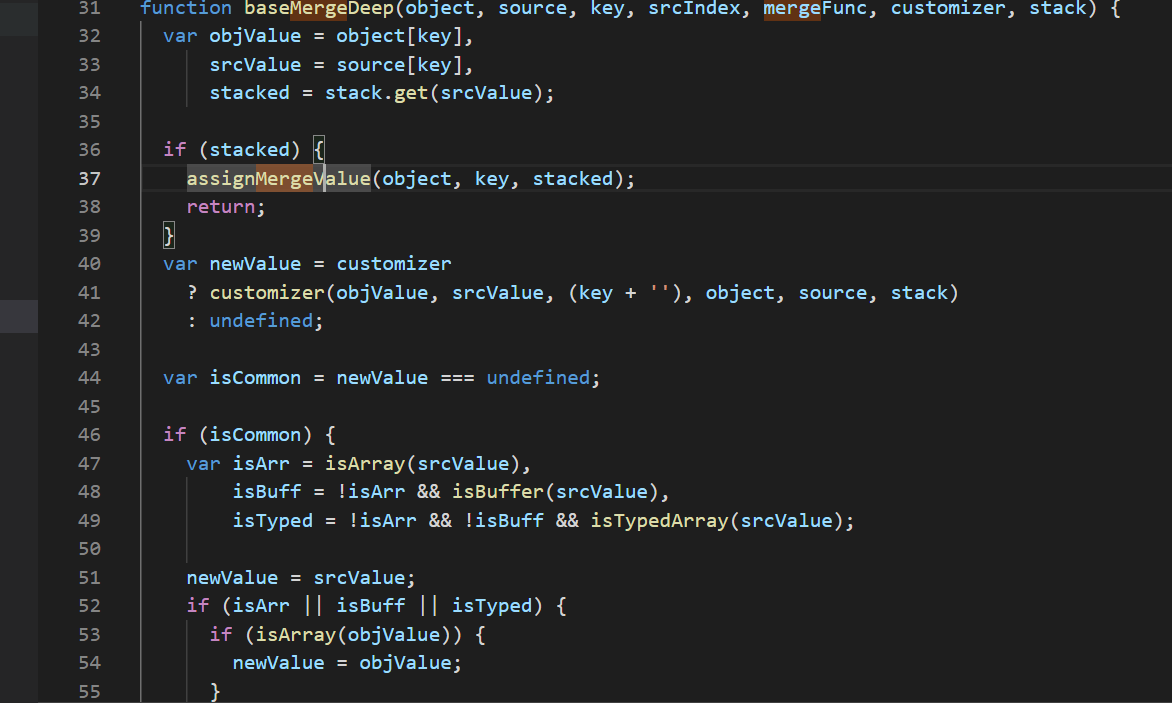 31 function baseMergeDeep(object, source, key, srcIndex, mergeFunc, customizer, stack) {
32   var objValue = object[key],
33       srcValue = source[key],
34       stacked = stack.get(srcValue);
35
36   if (stacked) {
37     assignMergeValue(object, key, stacked);
38     return;
39   }
40   var newValue = customizer
41     ? customizer(objValue, srcValue, (key + ''), object, source, stack)
42     : undefined;
43
44   var isCommon = newValue === undefined;
45
46   if (isCommon) {
47     var isArr = isArray(srcValue),
48         isBuff = !isArr && isBuffer(srcValue),
49         isTyped = !isArr && !isBuff && isTypedArray(srcValue);
50
51     newValue = srcValue;
52     if (isArr || isBuff || isTyped) {
53       if (isArray(objValue)) {
54         newValue = objValue;
55       }